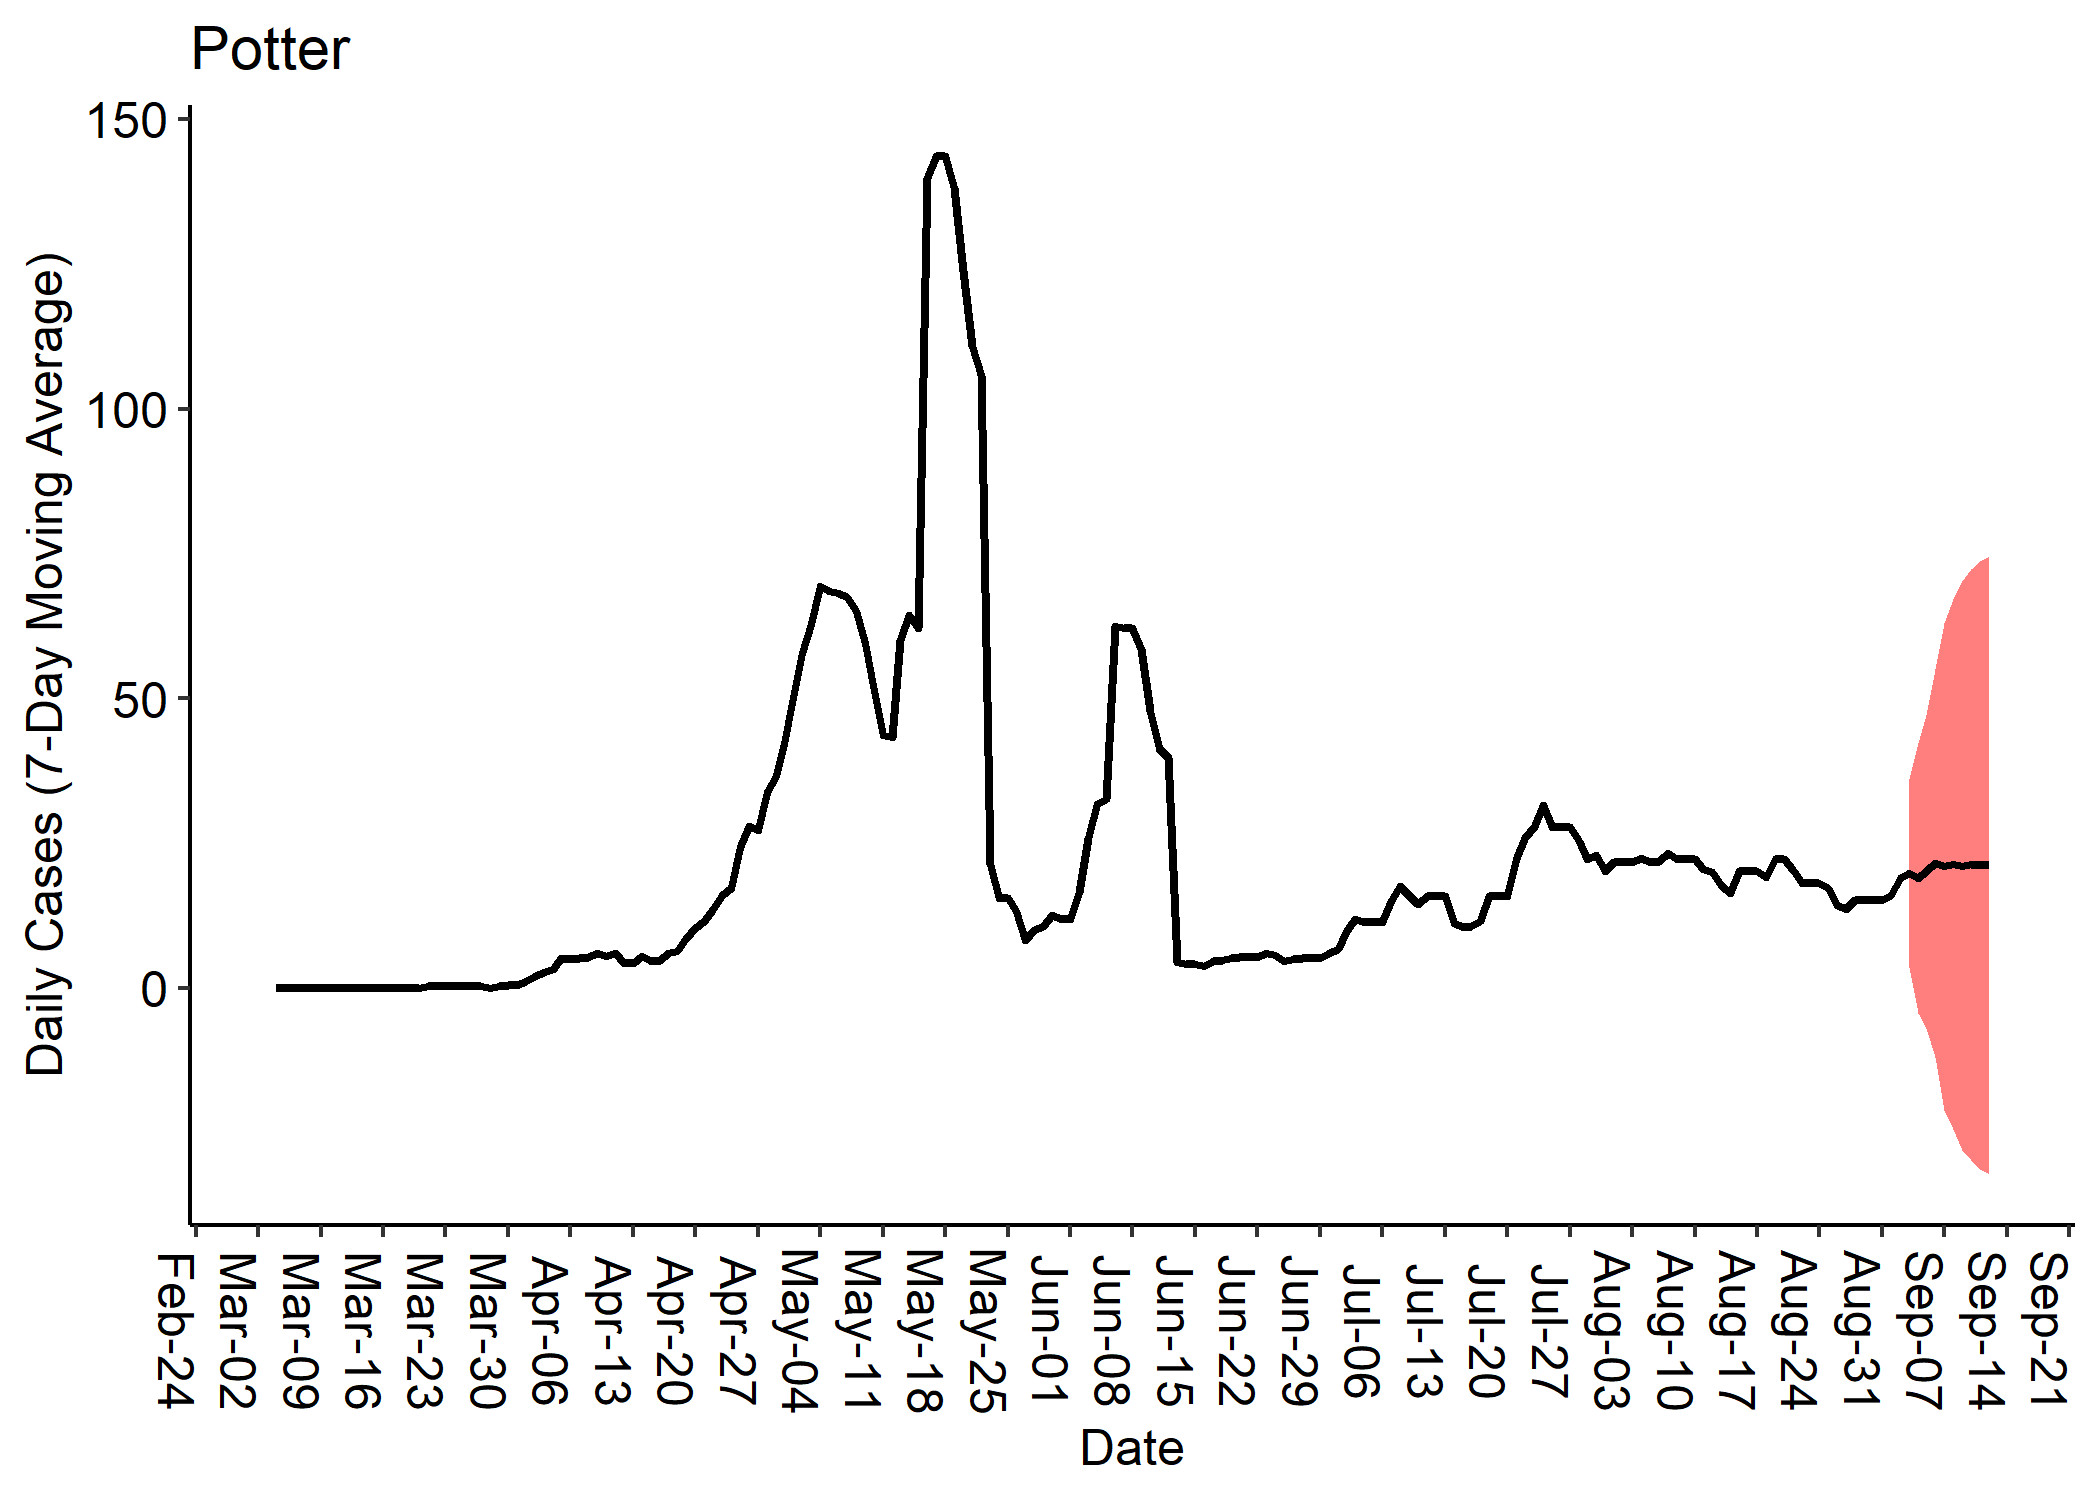 Potter
Daily Cases (7-Day Moving Average)
150
100
50
0
Feb-24
Mar-02
Mar-09
Mar-16
Mar-23
Mar-30
Apr-06
Apr-13
Apr-20
Apr-27
May-04
May-11
May-18
May-25
Jun-01
Jun-08
Jun-15
Jun-22
Jun-29
Jul-06
Jul-13
Jul-20
Jul-27
Aug-03
Aug-10
Aug-17
Aug-24
Aug-31
Sep-07
Sep-14
Sep-21
Date